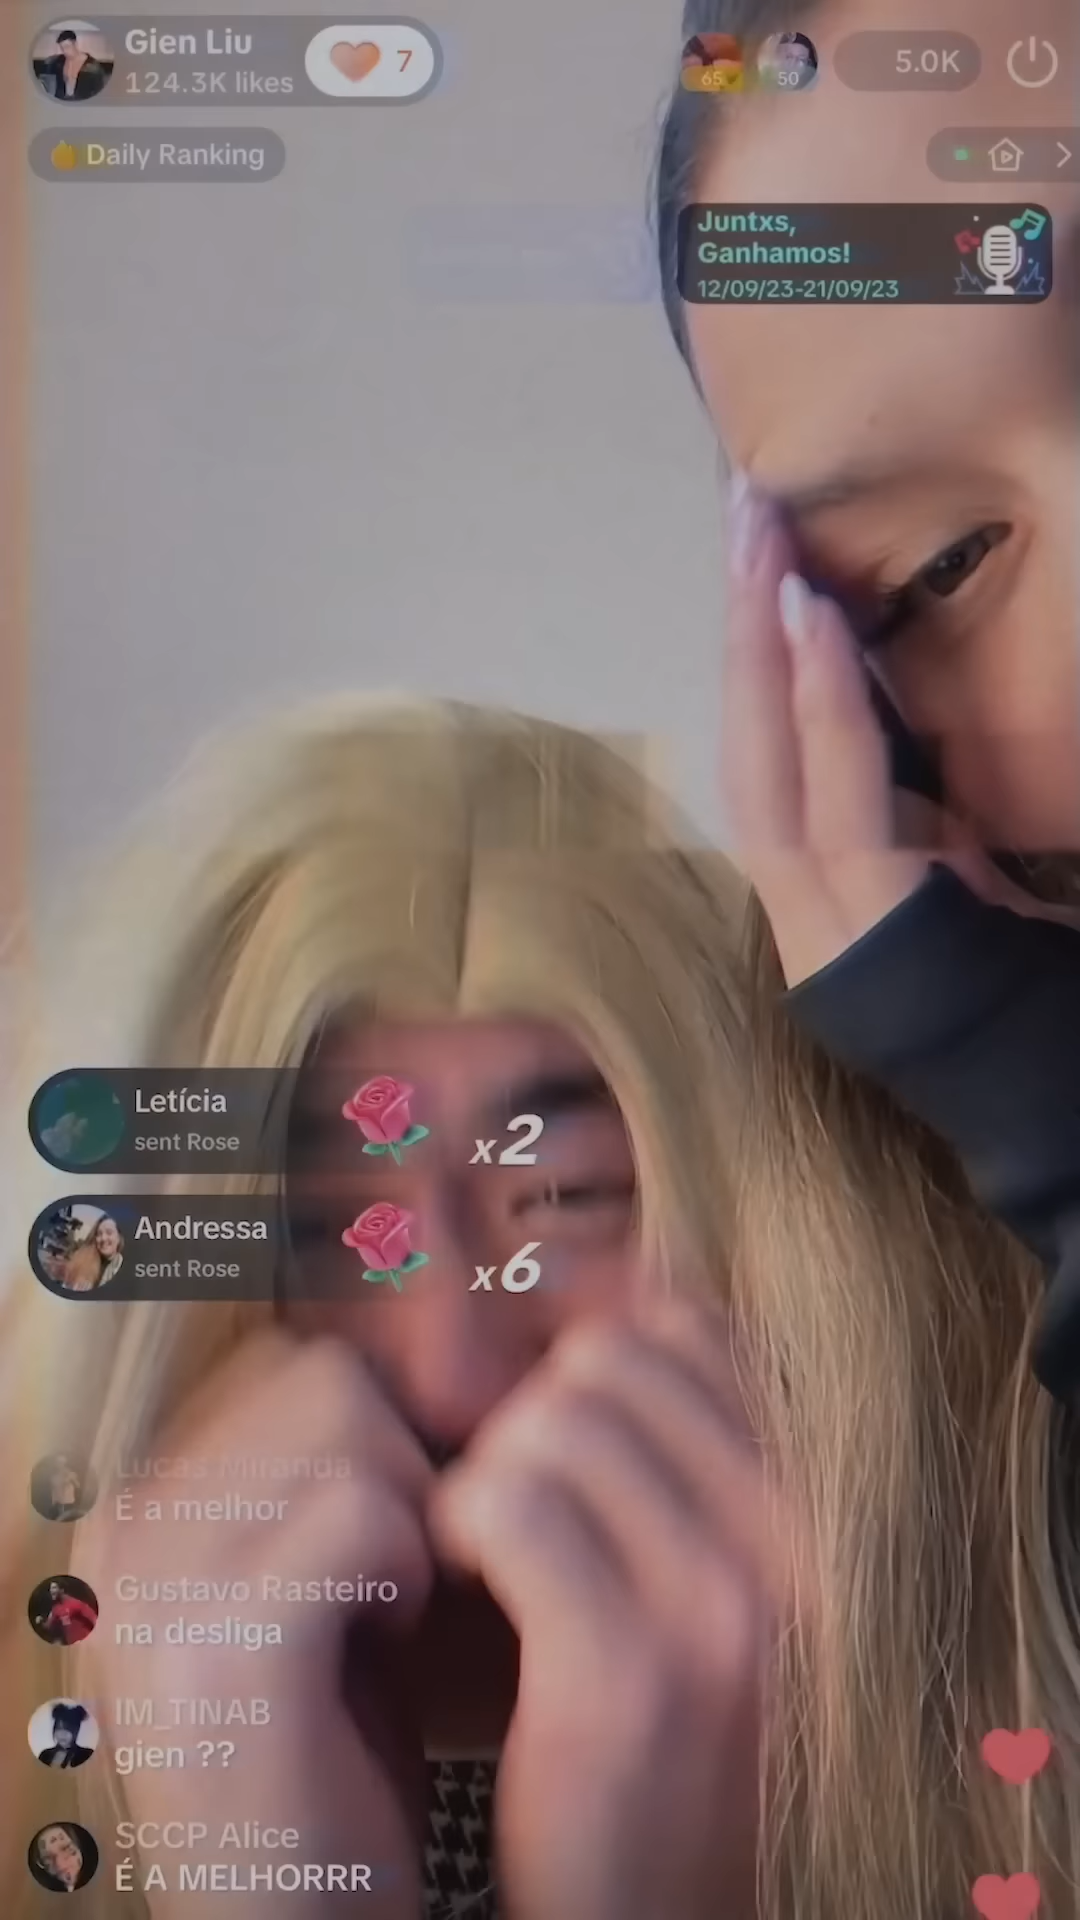 Gien Liu
124.3K likes
7
65
50
5.0K
Daily Ranking
Juntxs,
Ganhamos!
12/09/23-21/09/23
Letícia
sent Rose
x2
Andressa
sent Rose
x6
Lucas Miranda
É a melhor
Gustavo Rasteiro
na desliga
IM_TINAB
gien ??
SCCP Alice
É A MELHORRR